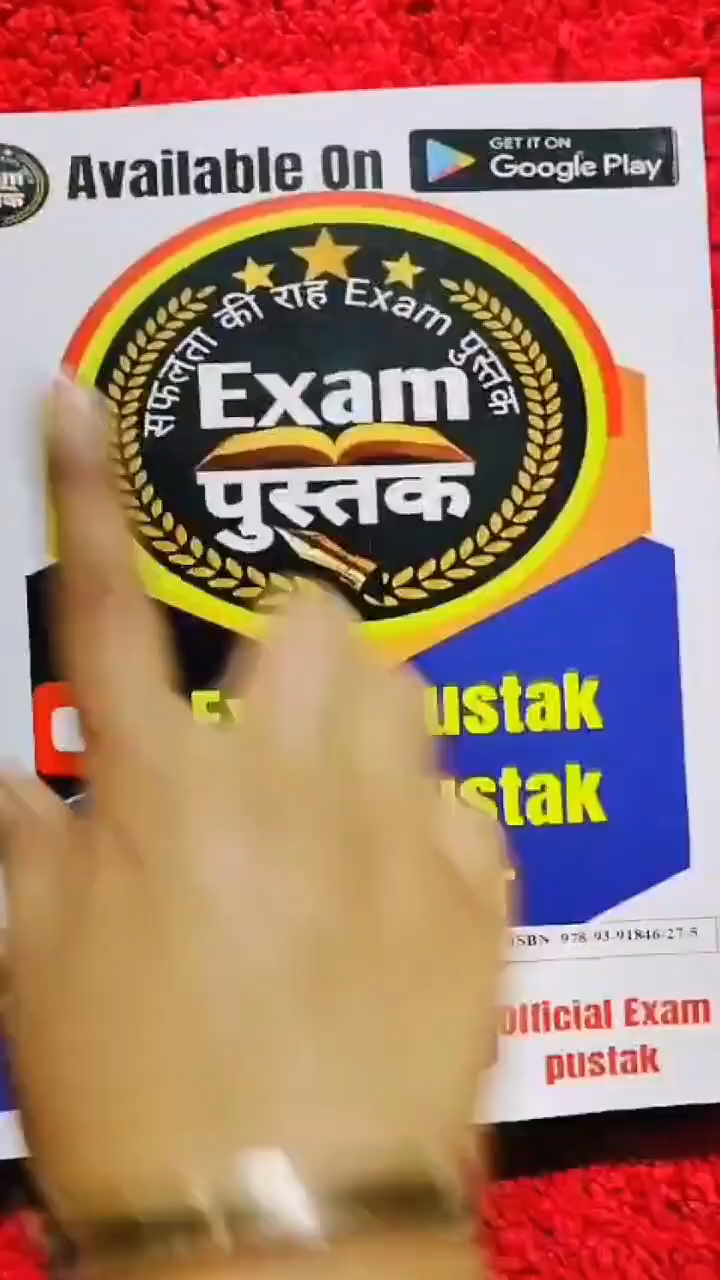 Available On
GET IT ON
Google Play
सफलता की राह Exam पुस्तक
Exam
पुस्तक
ustak
stak
ISBN 978-93-91846-27-5
Official Exam
pustak